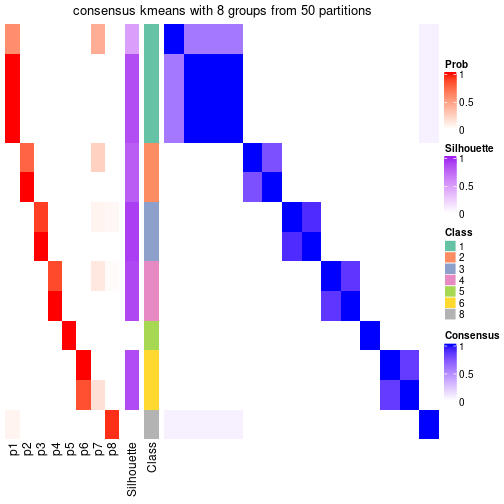 consensus kmeans with 8 groups from 50 partitions
Prob
1
0.5
0
Silhouette
1
0.5
0
Class
1
2
3
4
5
6
8
Consensus
1
0.5
0
p1
p2
p3
p4
p5
p6
p7
p8
Silhouette
Class